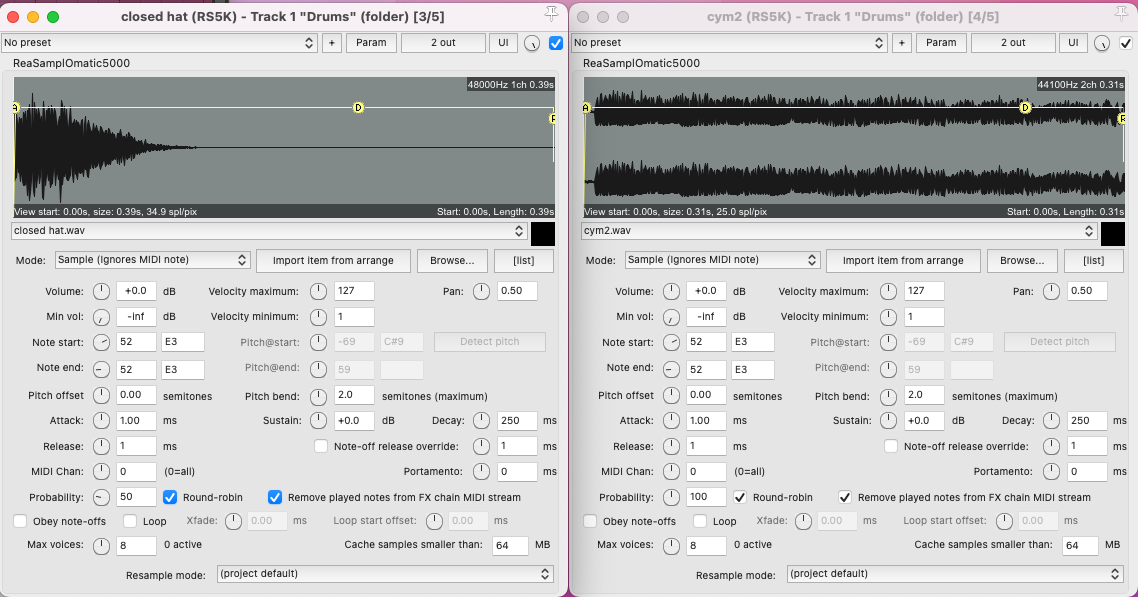 closed hat (RS5K) - Track 1 "Drums" (folder) [3/5]
No preset
+
Param
2 out
UI
ReaSamplOmatic5000
48000Hz 1ch 0.39s
A
D
View start: 0.00s, size: 0.39s, 34.9 spl/pix
Start: 0.00s, Length: 0.39s
closed hat.wav
Mode: Sample (Ignores MIDI note) Import item from arrange Browse... [list]
Volume: +0.0 dB Velocity maximum: 127 Pan: 0.50
Min vol: -inf dB Velocity minimum: 1
Note start: 52 E3 Pitch@start: -69 C#9 Detect pitch
Note end: 52 E3 Pitch@end: 59
Pitch offset 0.00 semitones Pitch bend: 2.0 semitones (maximum)
Attack: 1.00 ms Sustain: +0.0 dB Decay: 250 ms
Release: 1 ms Note-off release override: 1 ms
MIDI Chan: 0 (0=all) Portamento: 0 ms
Probability: 50 Round-robin Remove played notes from FX chain MIDI stream
Obey note-offs Loop Xfade: 0.00 ms Loop start offset: 0.00 ms
Max voices: 8 0 active Cache samples smaller than: 64 MB
Resample mode: (project default)
cym2 (RS5K) - Track 1 "Drums" (folder) [4/5]
No preset
+
Param
2 out
UI
ReaSamplOmatic5000
44100Hz 2ch 0.31s
A
D
R
View start: 0.00s, size: 0.31s, 25.0 spl/pix
Start: 0.00s, Length: 0.31s
cym2.wav
Mode: Sample (Ignores MIDI note) Import item from arrange Browse... [list]
Volume: +0.0 dB Velocity maximum: 127 Pan: 0.50
Min vol: -inf dB Velocity minimum: 1
Note start: 52 E3 Pitch@start: -69 C#9 Detect pitch
Note end: 52 E3 Pitch@end: 59
Pitch offset 0.00 semitones Pitch bend: 2.0 semitones (maximum)
Attack: 1.00 ms Sustain: +0.0 dB Decay: 250 ms
Release: 1 ms Note-off release override: 1 ms
MIDI Chan: 0 (0=all) Portamento: 0 ms
Probability: 100 Round-robin Remove played notes from FX chain MIDI stream
Obey note-offs Loop Xfade: 0.00 ms Loop start offset: 0.00 ms
Max voices: 8 0 active Cache samples smaller than: 64 MB
Resample mode: (project default)